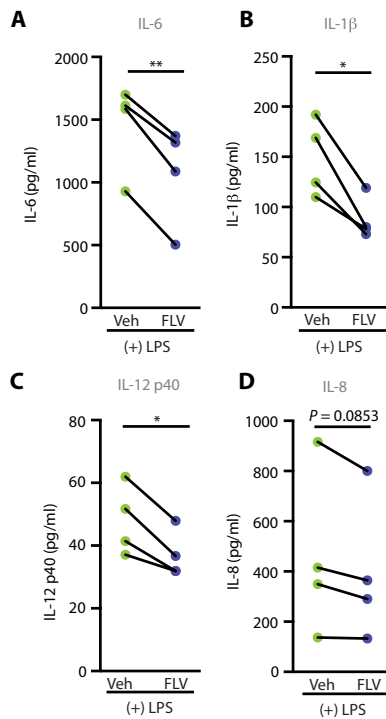 A
IL-6
IL-6 (pg/ml)
2000
1500
1000
500
0
**
Veh FLV
(+) LPS
B
IL-1β
IL-1β (pg/ml)
250
200
150
100
50
0
*
Veh FLV
(+) LPS
C
IL-12 p40
IL-12 p40 (pg/ml)
80
60
40
20
0
*
Veh FLV
(+) LPS
D
IL-8
IL-8 (pg/ml)
1000
800
600
400
200
0
P = 0.0853
Veh FLV
(+) LPS